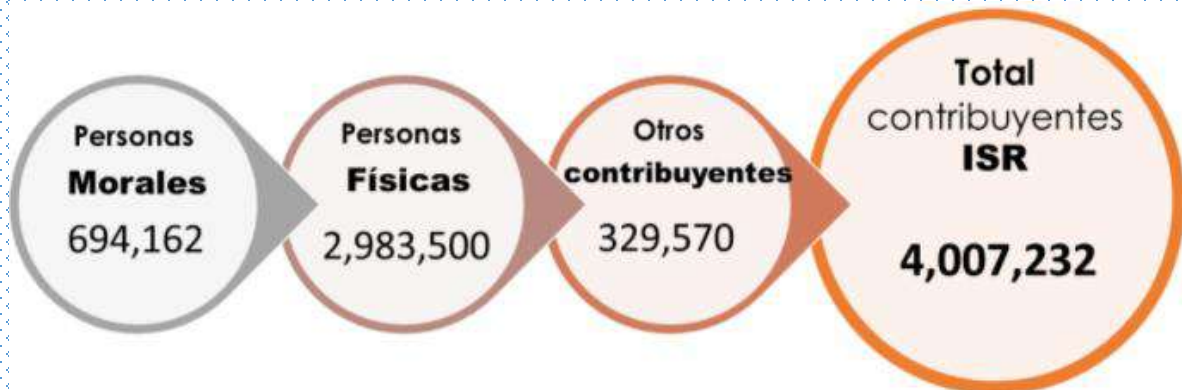 Personas
Morales
694,162
Personas
Físicas
2,983,500
Otros
contribuyentes
329,570
Total
contribuyentes
ISR
4,007,232